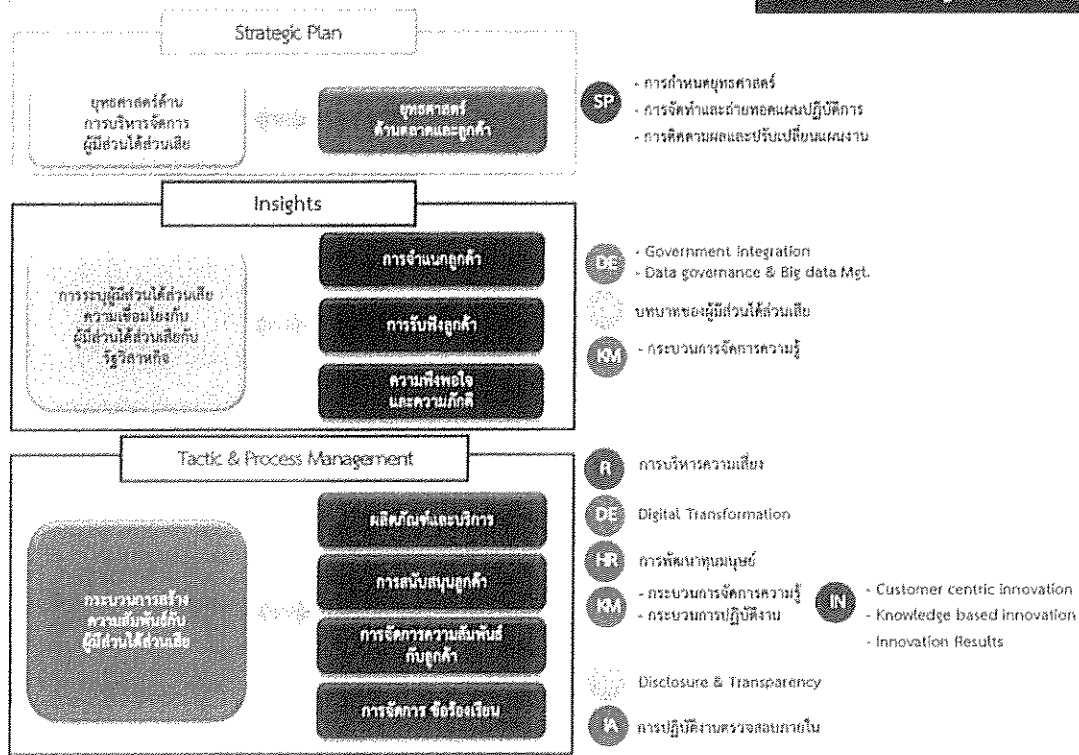 Strategic Plan
ยุทธศาสตร์ด้าน
การบริหารจัดการ
ผู้มีส่วนได้ส่วนเสีย
ยุทธศาสตร์
ด้านตลาดและลูกค้า
SP
- การกำหนดยุทธศาสตร์
- การจัดทำและถ่ายทอดแผนปฏิบัติการ
- การติดตามผลและปรับเปลี่ยนแผนงาน
Insights
การระบุผู้มีส่วนได้ส่วนเสีย
ความเชื่อมโยงกับ
ผู้มีส่วนได้ส่วนเสียกับ
รัฐวิสาหกิจ
การจำแนกลูกค้า
การรับฟังลูกค้า
ความพึงพอใจ
และความภักดี
DE
- Government integration
- Data governance & Big data Mgt.
บทบาทของผู้มีส่วนได้ส่วนเสีย
KM
- กระบวนการจัดการความรู้
Tactic & Process Management
กระบวนการสร้าง
ความสัมพันธ์กับ
ผู้มีส่วนได้ส่วนเสีย
ผลิตภัณฑ์และบริการ
การสนับสนุนลูกค้า
การจัดการความสัมพันธ์
กับลูกค้า
การจัดการ ข้อร้องเรียน
R
การบริหารความเสี่ยง
DE
Digital Transformation
HR
การพัฒนาทุนมนุษย์
KM
- กระบวนการจัดการความรู้
- กระบวนการปฏิบัติงาน
IN
- Customer centric innovation
- Knowledge based innovation
- Innovation Results
Disclosure & Transparency
IA
การปฏิบัติงานตรวจสอบภายใน